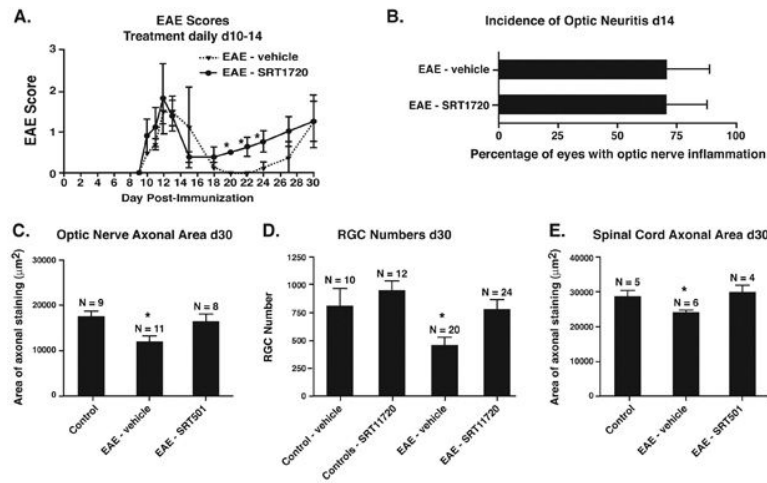 A.
EAE Scores
Treatment daily d10-14
EAE - vehicle
EAE - SRT1720
EAE Score
3
2
1
0
0 2 4 6 8 10 12 14 16 18 20 22 24 26 28 30
* * *
Day Post-Immunization
B.
Incidence of Optic Neuritis d14
EAE - vehicle
EAE - SRT1720
0 25 50 75 100
Percentage of eyes with optic nerve inflammation
C.
Optic Nerve Axonal Area d30
Area of axonal staining (μm²)
30000
20000
10000
0
N = 9
*
N = 11
N = 8
Control
EAE - vehicle
EAE - SRT501
D.
RGC Numbers d30
RGC Number
1250
1000
750
500
250
0
N = 10
N = 12
*
N = 20
N = 24
Control - vehicle
Controls - SRT11720
EAE - vehicle
EAE - SRT11720
E.
Spinal Cord Axonal Area d30
Area of axonal staining (μm²)
40000
30000
20000
10000
0
N = 5
*
N = 6
N = 4
Control
EAE - vehicle
EAE - SRT501